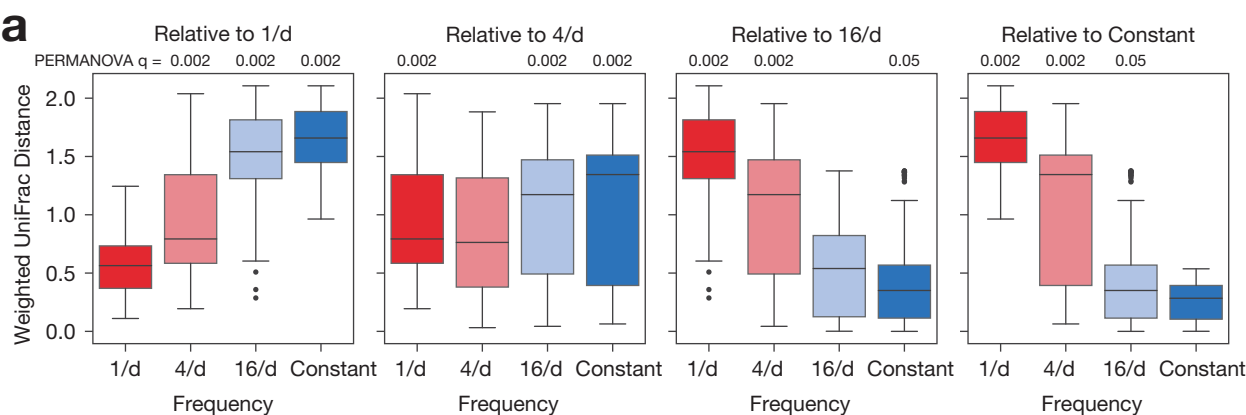 a
Relative to 1/d Relative to 4/d Relative to 16/d Relative to Constant
PERMANOVA q = 0.002 0.002 0.002 0.002 0.002 0.002 0.002 0.002 0.05 0.002 0.002 0.05
Weighted UniFrac Distance
2.0
1.5
1.0
0.5
0.0
1/d 4/d 16/d Constant 1/d 4/d 16/d Constant 1/d 4/d 16/d Constant 1/d 4/d 16/d Constant
Frequency Frequency Frequency Frequency